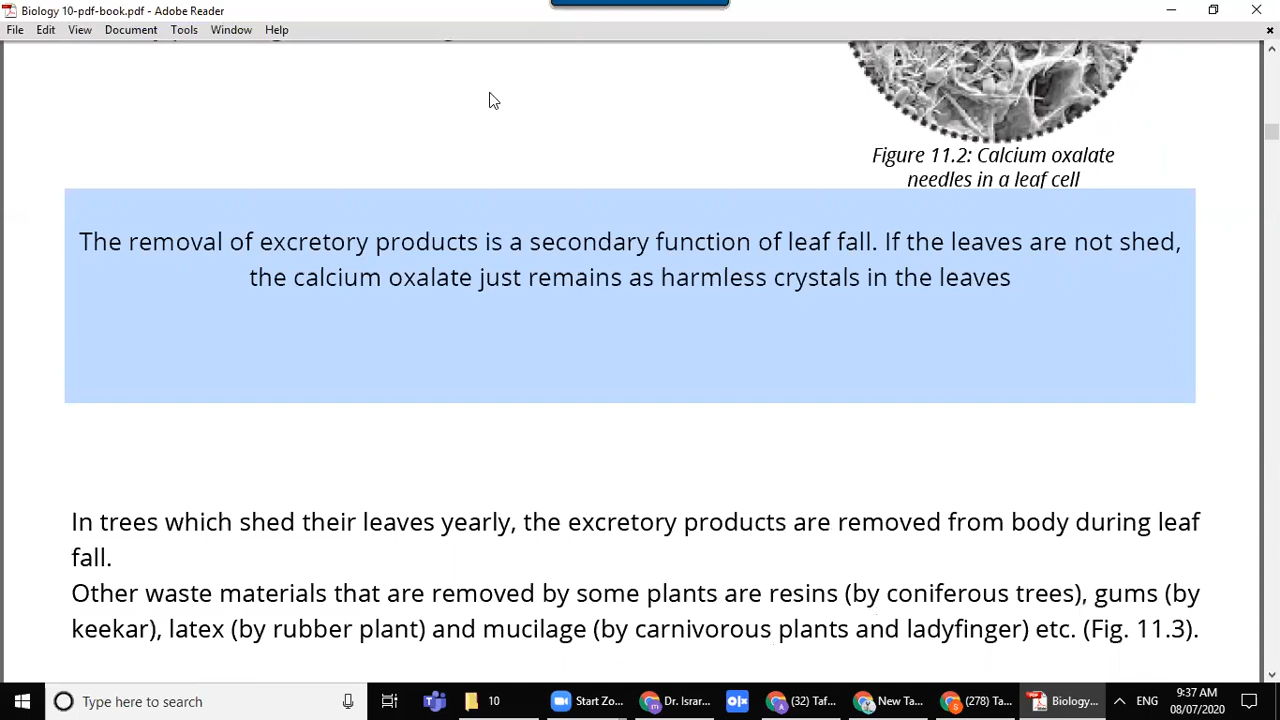 Biology 10-pdf-book.pdf - Adobe Reader
File Edit View Document Tools Window Help
Figure 11.2: Calcium oxalate
needles in a leaf cell
The removal of excretory products is a secondary function of leaf fall. If the leaves are not shed,
the calcium oxalate just remains as harmless crystals in the leaves
In trees which shed their leaves yearly, the excretory products are removed from body during leaf
fall.
Other waste materials that are removed by some plants are resins (by coniferous trees), gums (by
keekar), latex (by rubber plant) and mucilage (by carnivorous plants and ladyfinger) etc. (Fig. 11.3).
Type here to search 10 Start Zo... Dr. Israr... (32) Taf... New Ta... (278) Ta... Biology... ENG 9:37 AM
08/07/2020